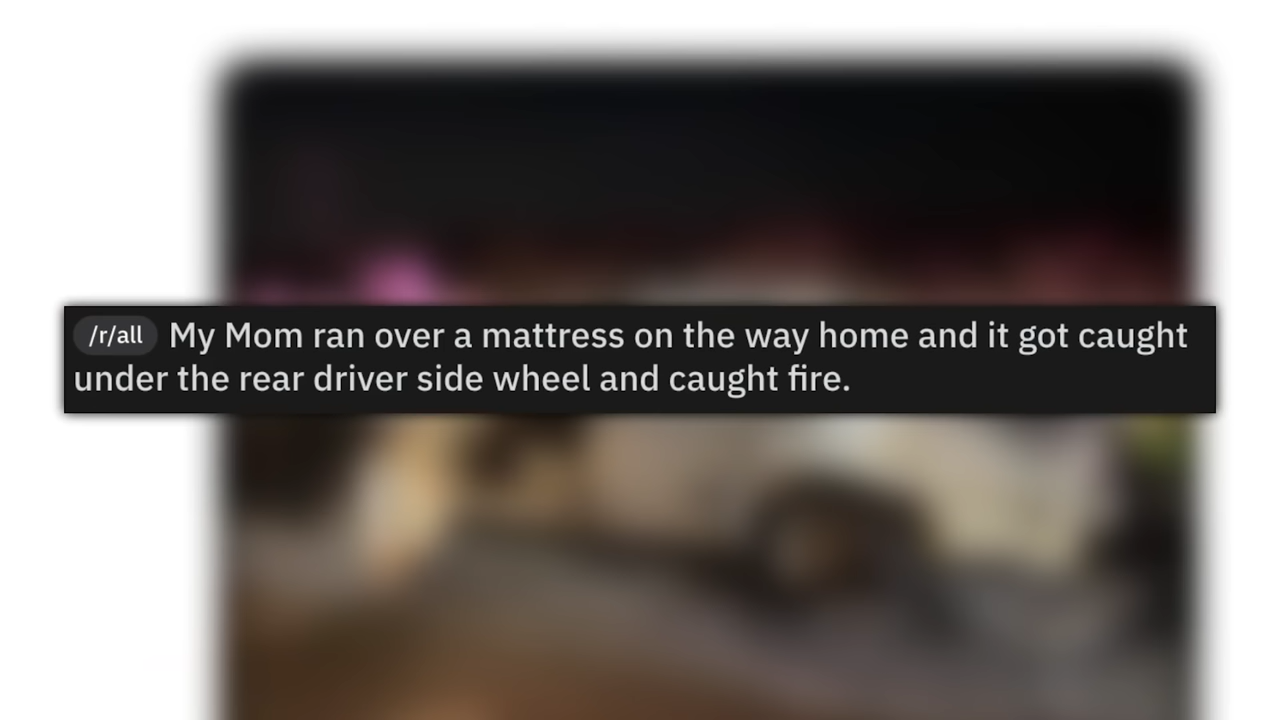 /r/all My Mom ran over a mattress on the way home and it got caught
under the rear driver side wheel and caught fire.